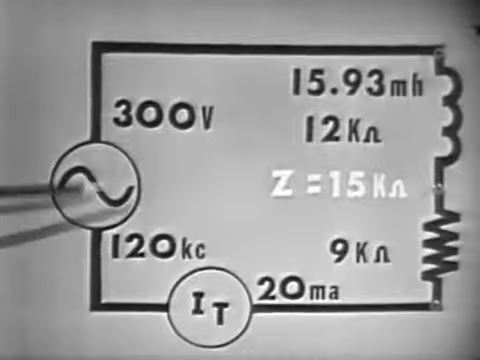 15.93mh
300V
12KΩ
Z = 15KΩ
120kc
9KΩ
20ma
IT